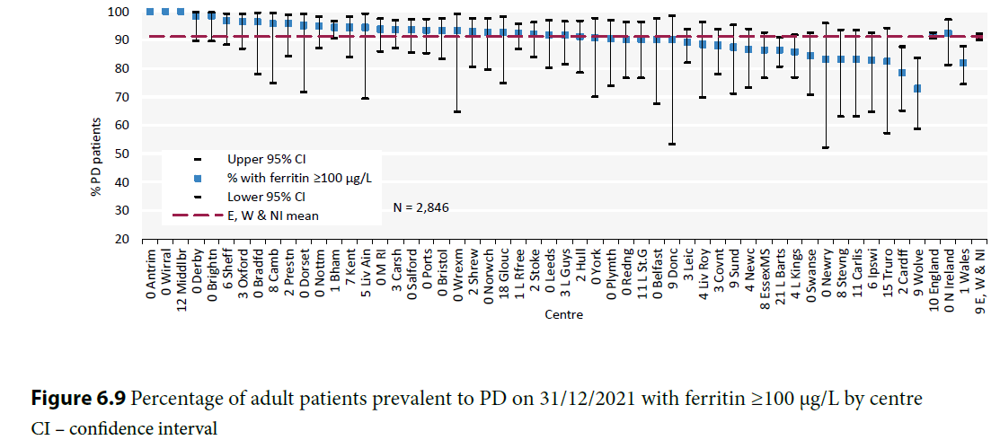 100
90
80
70
60
50
40
30
20
% PD patients
Upper 95% CI
% with ferritin ≥100 µg/L
Lower 95% CI
E, W & NI mean
N = 2,846
0 Antrim
0 Wirral
12 Middlbr
0 Derby
0 Brightn
6 Sheff
3 Oxford
0 Bradfd
8 Camb
2 Prestn
0 Dorset
0 Nottm
1 Bham
7 Kent
5 Liv Ain
0 M RI
3 Carsh
0 Salford
0 Ports
0 Bristol
0 Wrexm
2 Shrew
0 Norwch
18 Glouc
1 L Rfree
2 Stoke
0 Leeds
3 L Guys
2 Hull
0 York
0 Plymth
0 Redng
11 L St.G
0 Belfast
9 Donc
3 Leic
4 Liv Roy
3 Covnt
9 Sund
4 Newc
8 EssexMS
21 L Barts
4 L Kings
0 Swanse
0 Newry
8 Stevng
11 Carlis
6 Ipswi
15 Truro
2 Cardff
9 Wolve
10 England
0 N Ireland
1 Wales
9 E, W & NI
Centre
Figure 6.9 Percentage of adult patients prevalent to PD on 31/12/2021 with ferritin ≥100 µg/L by centre
CI – confidence interval